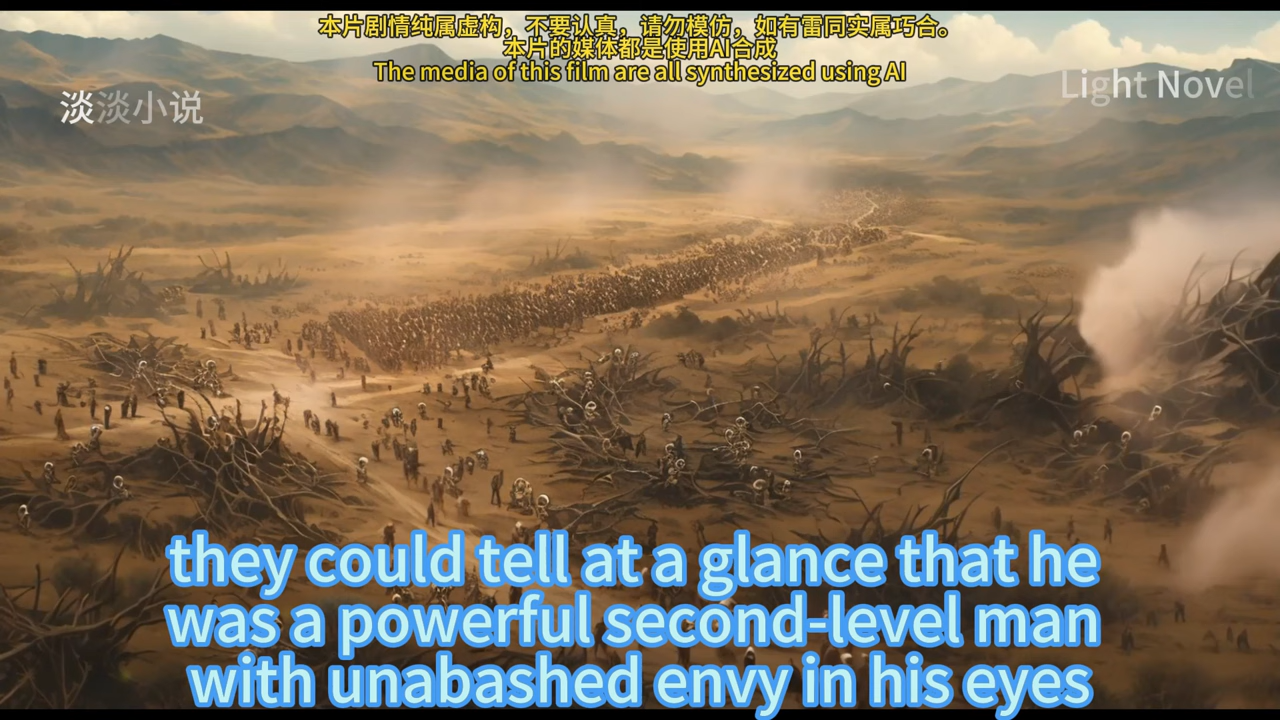 本片剧情纯属虚构，不要认真，请勿模仿，如有雷同实属巧合。
本片的媒体都是使用AI合成
The media of this film are all synthesized using AI
淡淡小说
Light Novel
they could tell at a glance that he
was a powerful second-level man
with unabashed envy in his eyes